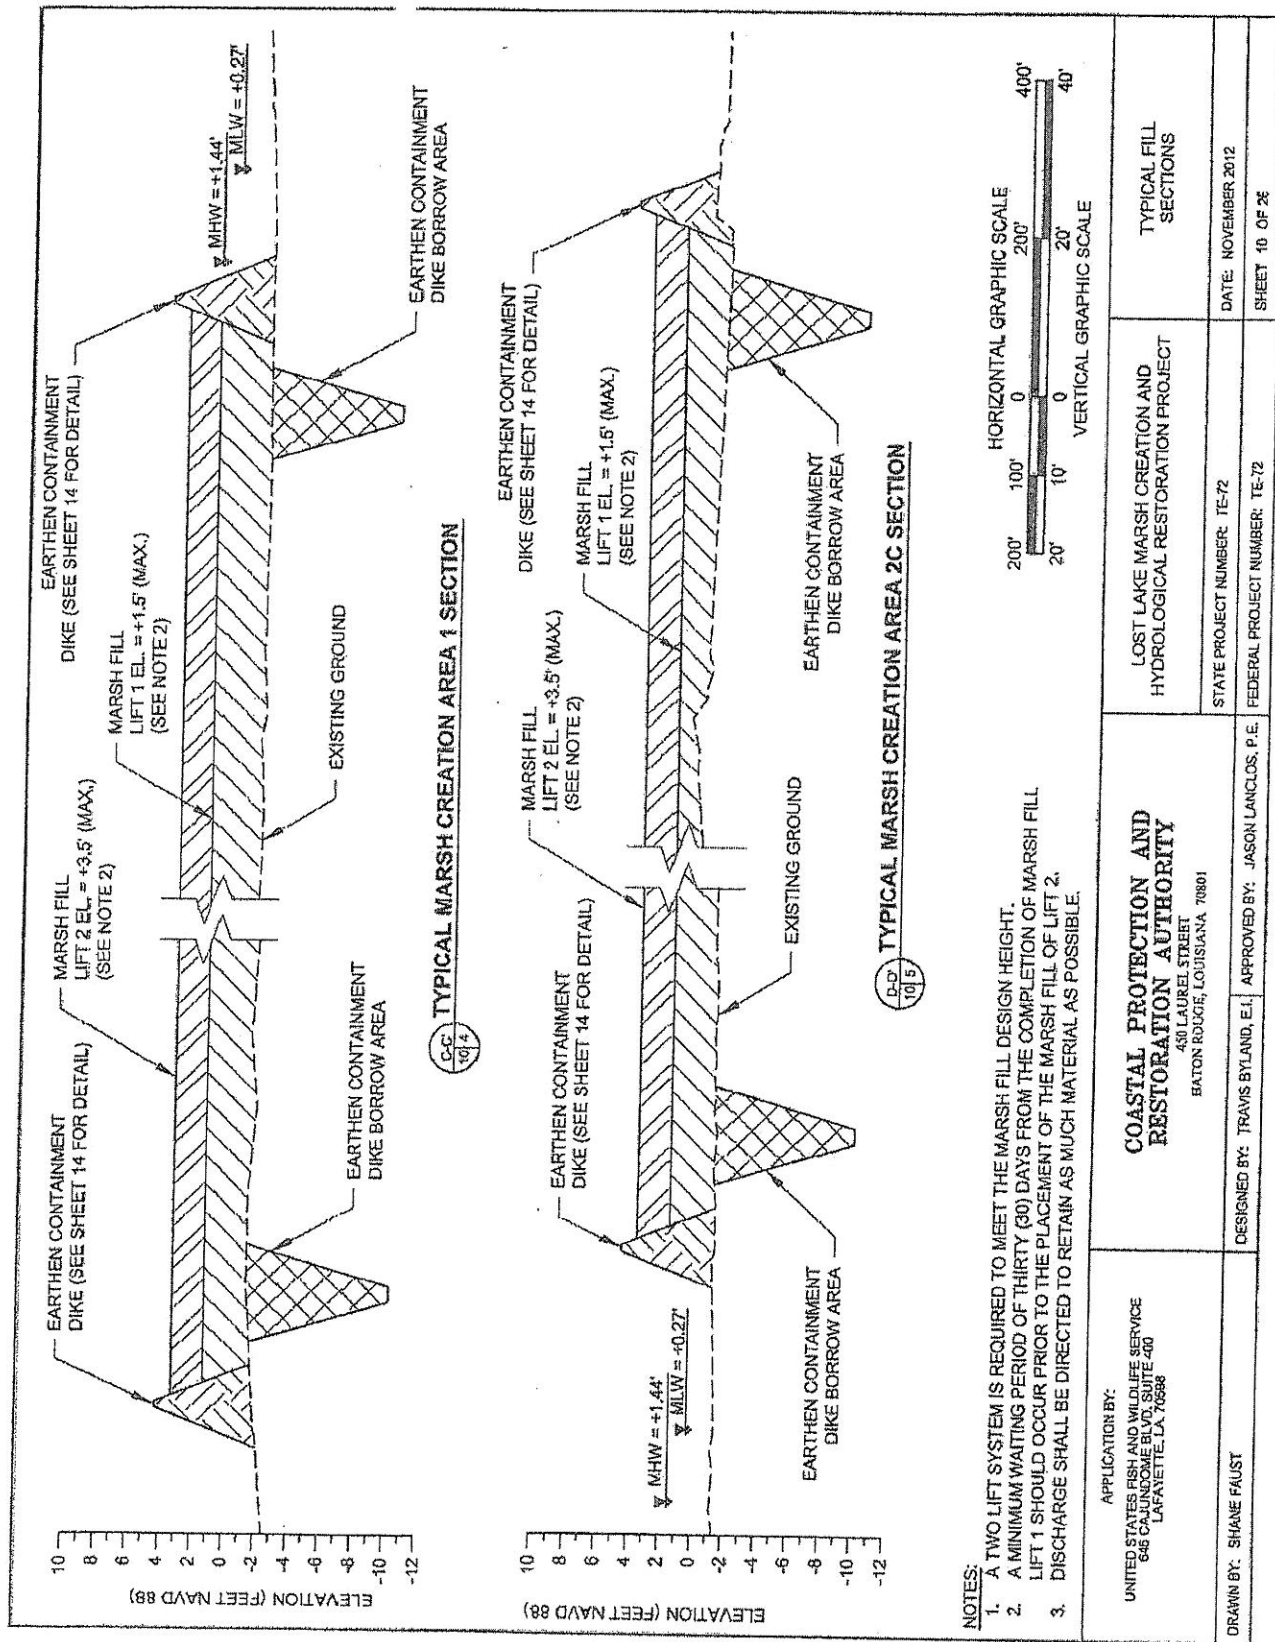 EARTHEN CONTAINMENT
DIKE (SEE SHEET 14 FOR DETAIL)
MARSH FILL
LIFT 2 EL. = +3.5' (MAX.)
(SEE NOTE 2)
MARSH FILL
LIFT 1 EL. = +1.5' (MAX.)
(SEE NOTE 2)
EARTHEN CONTAINMENT
DIKE (SEE SHEET 14 FOR DETAIL)
MHW = +1.44'
MLW = +0.27'
10
8
6
4
2
0
-2
-4
-6
-8
-10
-12
ELEVATION (FEET NAVD 88)
EARTHEN CONTAINMENT
DIKE BORROW AREA
EXISTING GROUND
EARTHEN CONTAINMENT
DIKE BORROW AREA
C-C'
10 4
TYPICAL MARSH CREATION AREA 1 SECTION
EARTHEN CONTAINMENT
DIKE (SEE SHEET 14 FOR DETAIL)
MARSH FILL
LIFT 2 EL. = +3.5' (MAX.)
(SEE NOTE 2)
MARSH FILL
LIFT 1 EL. = +1.5' (MAX.)
(SEE NOTE 2)
EARTHEN CONTAINMENT
DIKE (SEE SHEET 14 FOR DETAIL)
MHW = +1.44'
MLW = +0.27'
10
8
6
4
2
0
-2
-4
-6
-8
-10
-12
ELEVATION (FEET NAVD 88)
EARTHEN CONTAINMENT
DIKE BORROW AREA
EXISTING GROUND
EARTHEN CONTAINMENT
DIKE BORROW AREA
D-D'
10 5
TYPICAL MARSH CREATION AREA 2C SECTION
NOTES:
1. A TWO LIFT SYSTEM IS REQUIRED TO MEET THE MARSH FILL DESIGN HEIGHT.
2. A MINIMUM WAITING PERIOD OF THIRTY (30) DAYS FROM THE COMPLETION OF MARSH FILL
LIFT 1 SHOULD OCCUR PRIOR TO THE PLACEMENT OF THE MARSH FILL OF LIFT 2.
3. DISCHARGE SHALL BE DIRECTED TO RETAIN AS MUCH MATERIAL AS POSSIBLE.
HORIZONTAL GRAPHIC SCALE
200' 100' 0 200' 400'
20' 10' 0 20' 40'
VERTICAL GRAPHIC SCALE
APPLICATION BY:
UNITED STATES FISH AND WILDLIFE SERVICE
646 CAJUNDOME BLVD, SUITE 400
LAFAYETTE, LA 70598
DRAWN BY: SHANE FAUST
COASTAL PROTECTION AND
RESTORATION AUTHORITY
450 LAUREL STREET
BATON ROUGE, LOUISIANA 70801
DESIGNED BY: TRAVIS BYLAND, E.I.
APPROVED BY: JASON LANCLOS, P.E.
LOST LAKE MARSH CREATION AND
HYDROLOGICAL RESTORATION PROJECT
STATE PROJECT NUMBER: TE-72
FEDERAL PROJECT NUMBER: TE-72
TYPICAL FILL
SECTIONS
DATE: NOVEMBER 2012
SHEET 10 OF 26